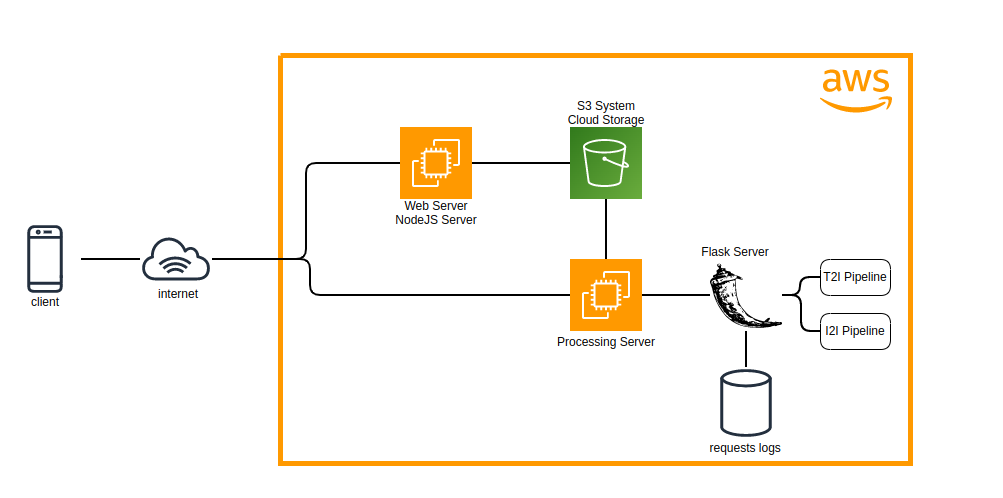 aws
S3 System
Cloud Storage
Web Server
NodeJS Server
client
internet
Processing Server
Flask Server
T2I Pipeline
I2I Pipeline
requests logs